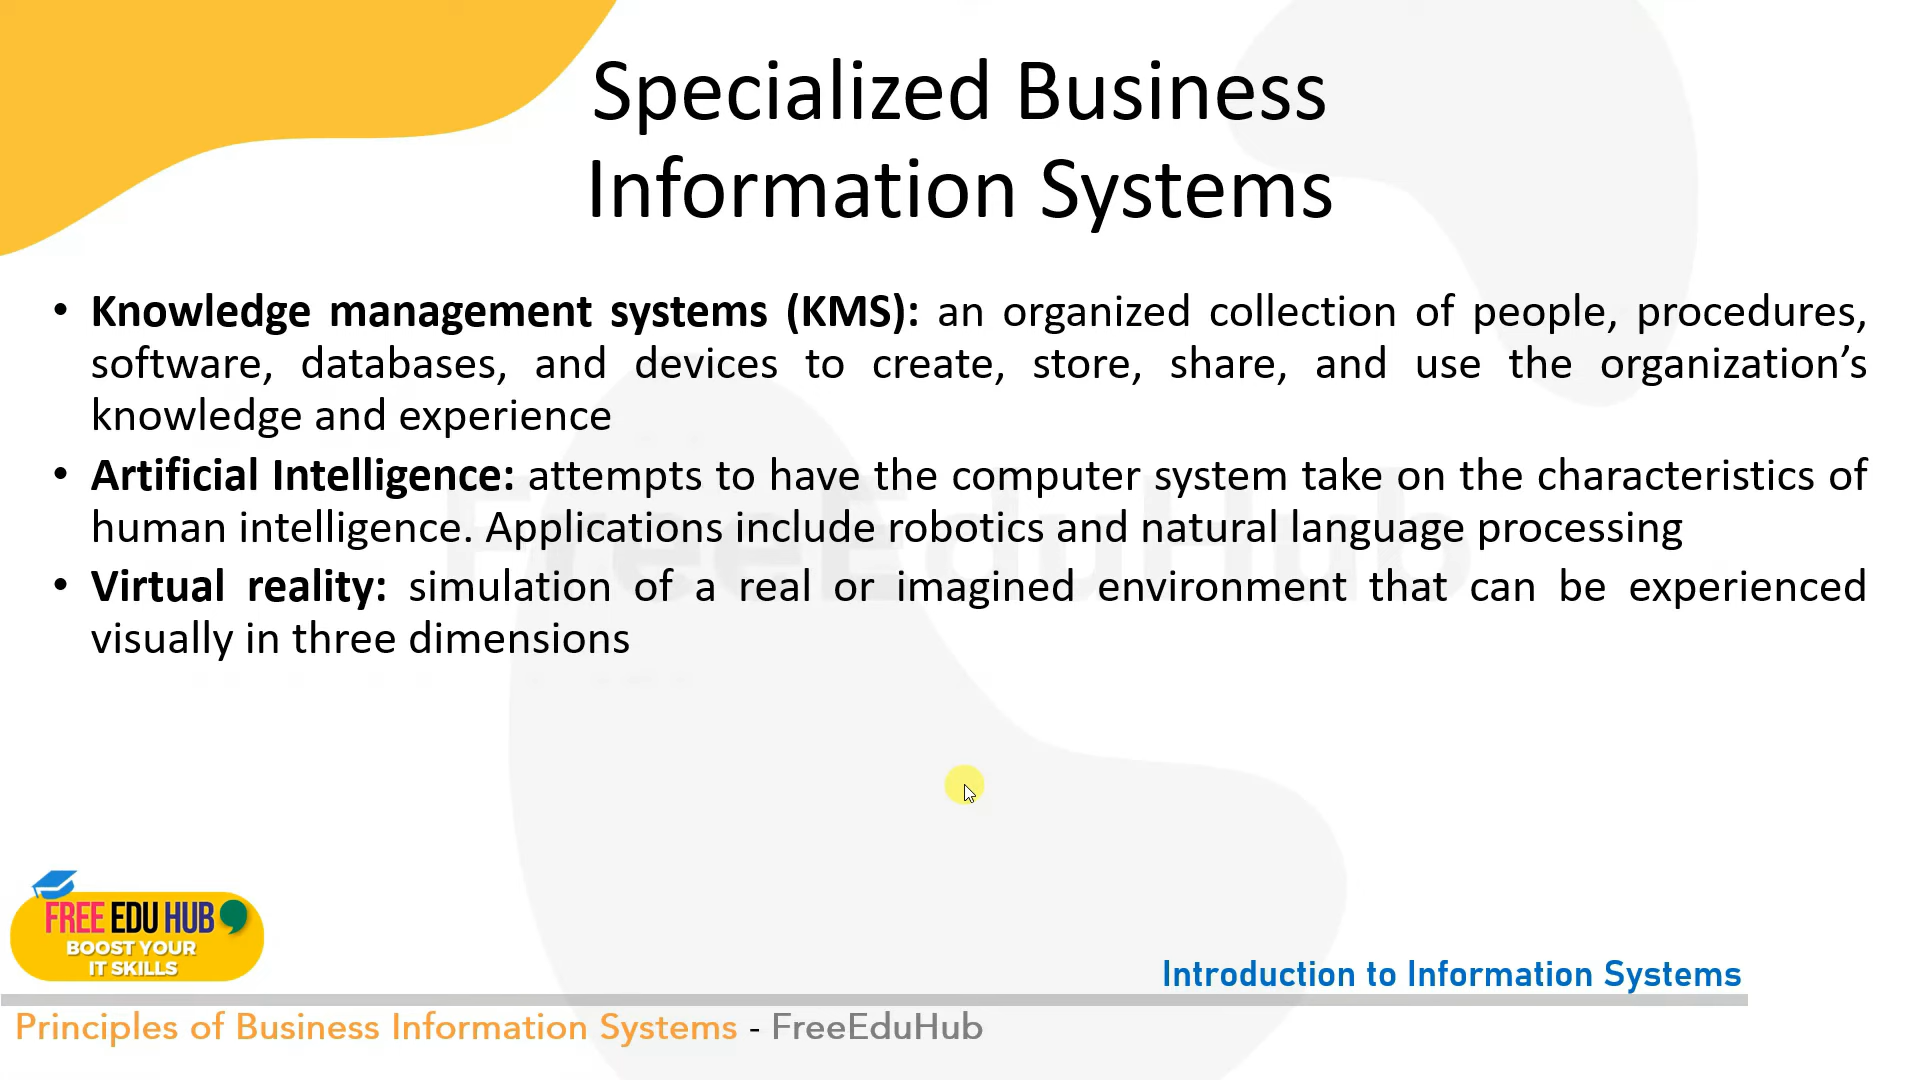 Specialized Business
Information Systems
• Knowledge management systems (KMS): an organized collection of people, procedures,
software, databases, and devices to create, store, share, and use the organization’s
knowledge and experience
• Artificial Intelligence: attempts to have the computer system take on the characteristics of
human intelligence. Applications include robotics and natural language processing
• Virtual reality: simulation of a real or imagined environment that can be experienced
visually in three dimensions
FreeEduHub
FREE EDU HUB
BOOST YOUR
IT SKILLS
Introduction to Information Systems
Principles of Business Information Systems - FreeEduHub